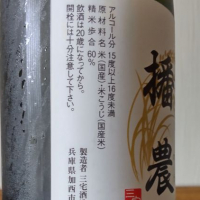 播農
アルコール分 15度以上16度未満
原材料名 米(国産)・米こうじ(国産米)
精米歩合 60%
飲酒は20歳になってから。
開栓には十分注意して下さい。
製造者 三宅酒
兵庫県加西市